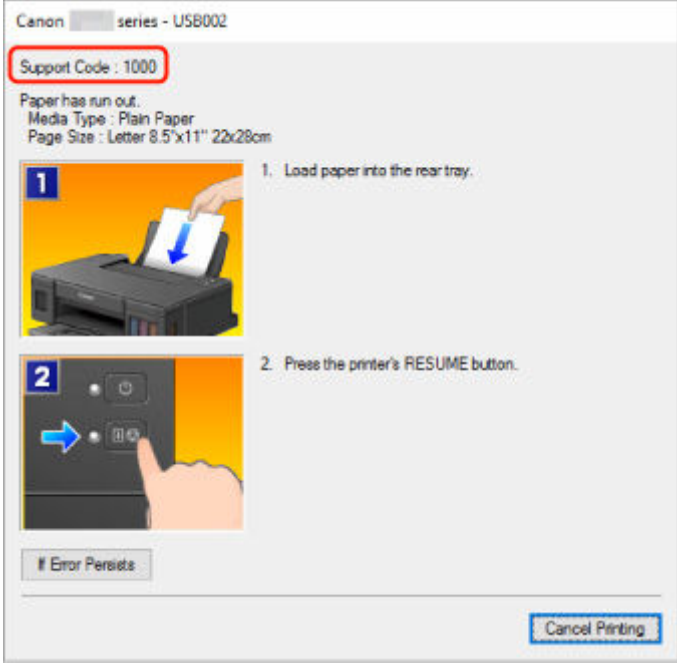 Canon series - USB002
Support Code : 1000
Paper has run out.
Media Type : Plain Paper
Page Size : Letter 8.5"x11" 22x28cm
1
1. Load paper into the rear tray.
2
2. Press the printer's RESUME button.
If Error Persists
Cancel Printing